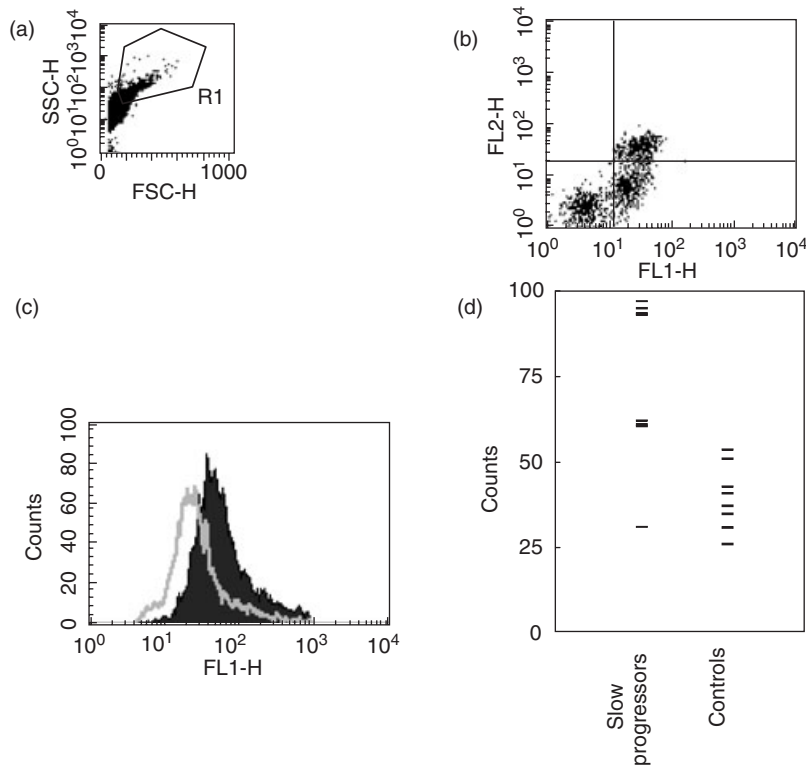 (a)
SSC-H
10⁰10¹10²10³10⁴
R1
0
1000
FSC-H
(b)
FL2-H
10⁴
10³
10²
10¹
10⁰
10⁰
10¹
10²
10³
10⁴
FL1-H
(c)
Counts
100
80
60
40
20
0
10⁰
10¹
10²
10³
10⁴
FL1-H
(d)
Counts
100
75
50
25
0
Slow
progressors
Controls